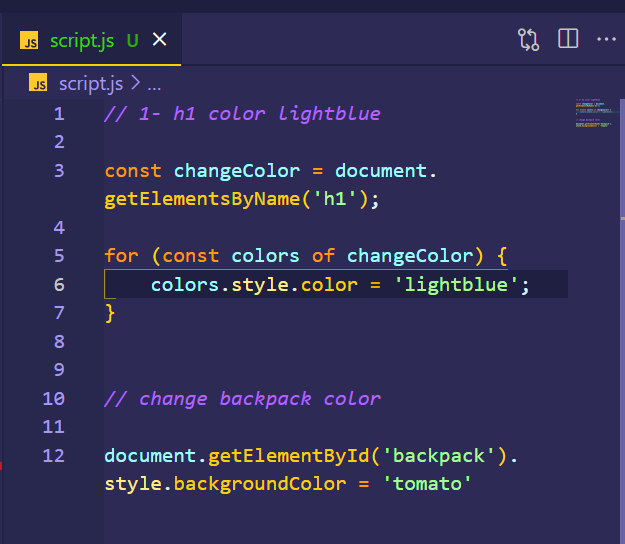 JS script.js U
JS script.js > ...
1 // 1- h1 color lightblue
2
3 const changeColor = document.
getElementsByName('h1');
4
5 for (const colors of changeColor) {
6     colors.style.color = 'lightblue';
7 }
8
9
10 // change backpack color
11
12 document.getElementById('backpack').
style.backgroundColor = 'tomato'